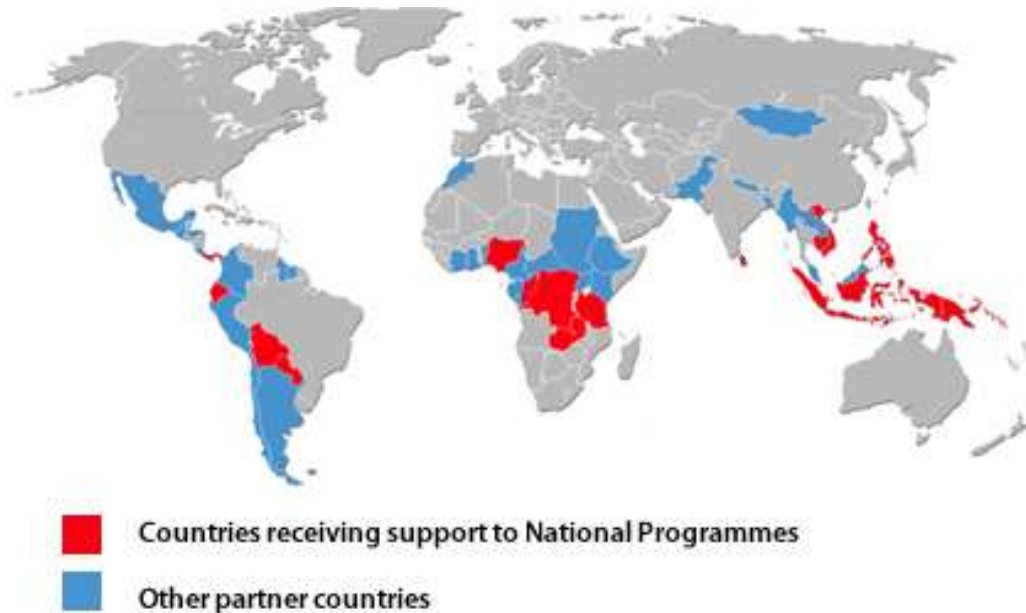 Countries receiving support to National Programmes
Other partner countries